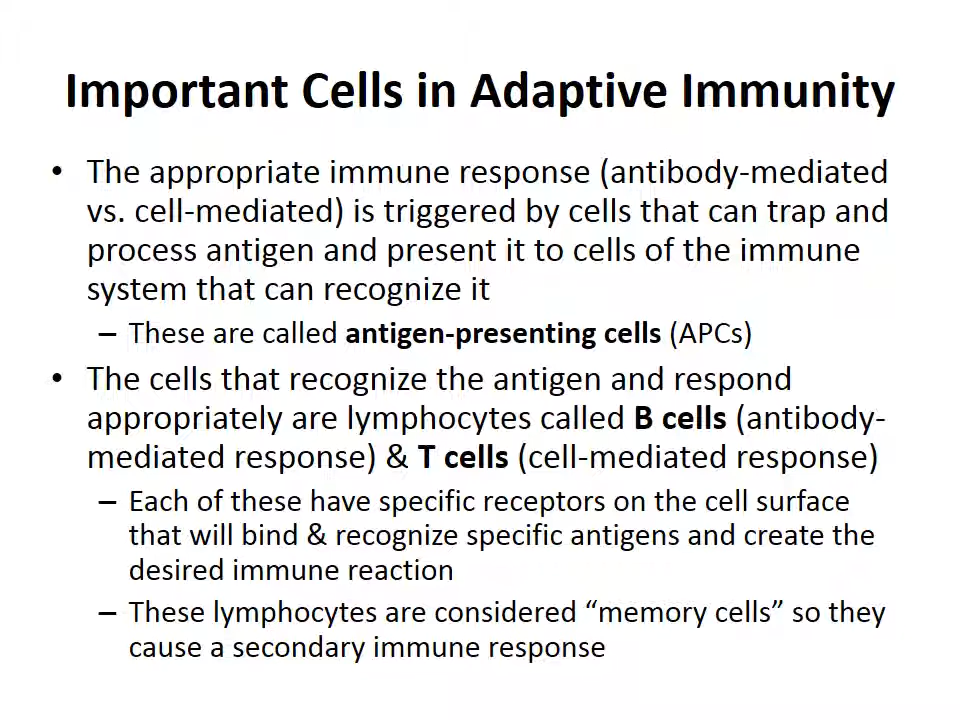 Important Cells in Adaptive Immunity
• The appropriate immune response (antibody-mediated
vs. cell-mediated) is triggered by cells that can trap and
process antigen and present it to cells of the immune
system that can recognize it
– These are called antigen-presenting cells (APCs)
• The cells that recognize the antigen and respond
appropriately are lymphocytes called B cells (antibody-
mediated response) & T cells (cell-mediated response)
– Each of these have specific receptors on the cell surface
that will bind & recognize specific antigens and create the
desired immune reaction
– These lymphocytes are considered “memory cells” so they
cause a secondary immune response